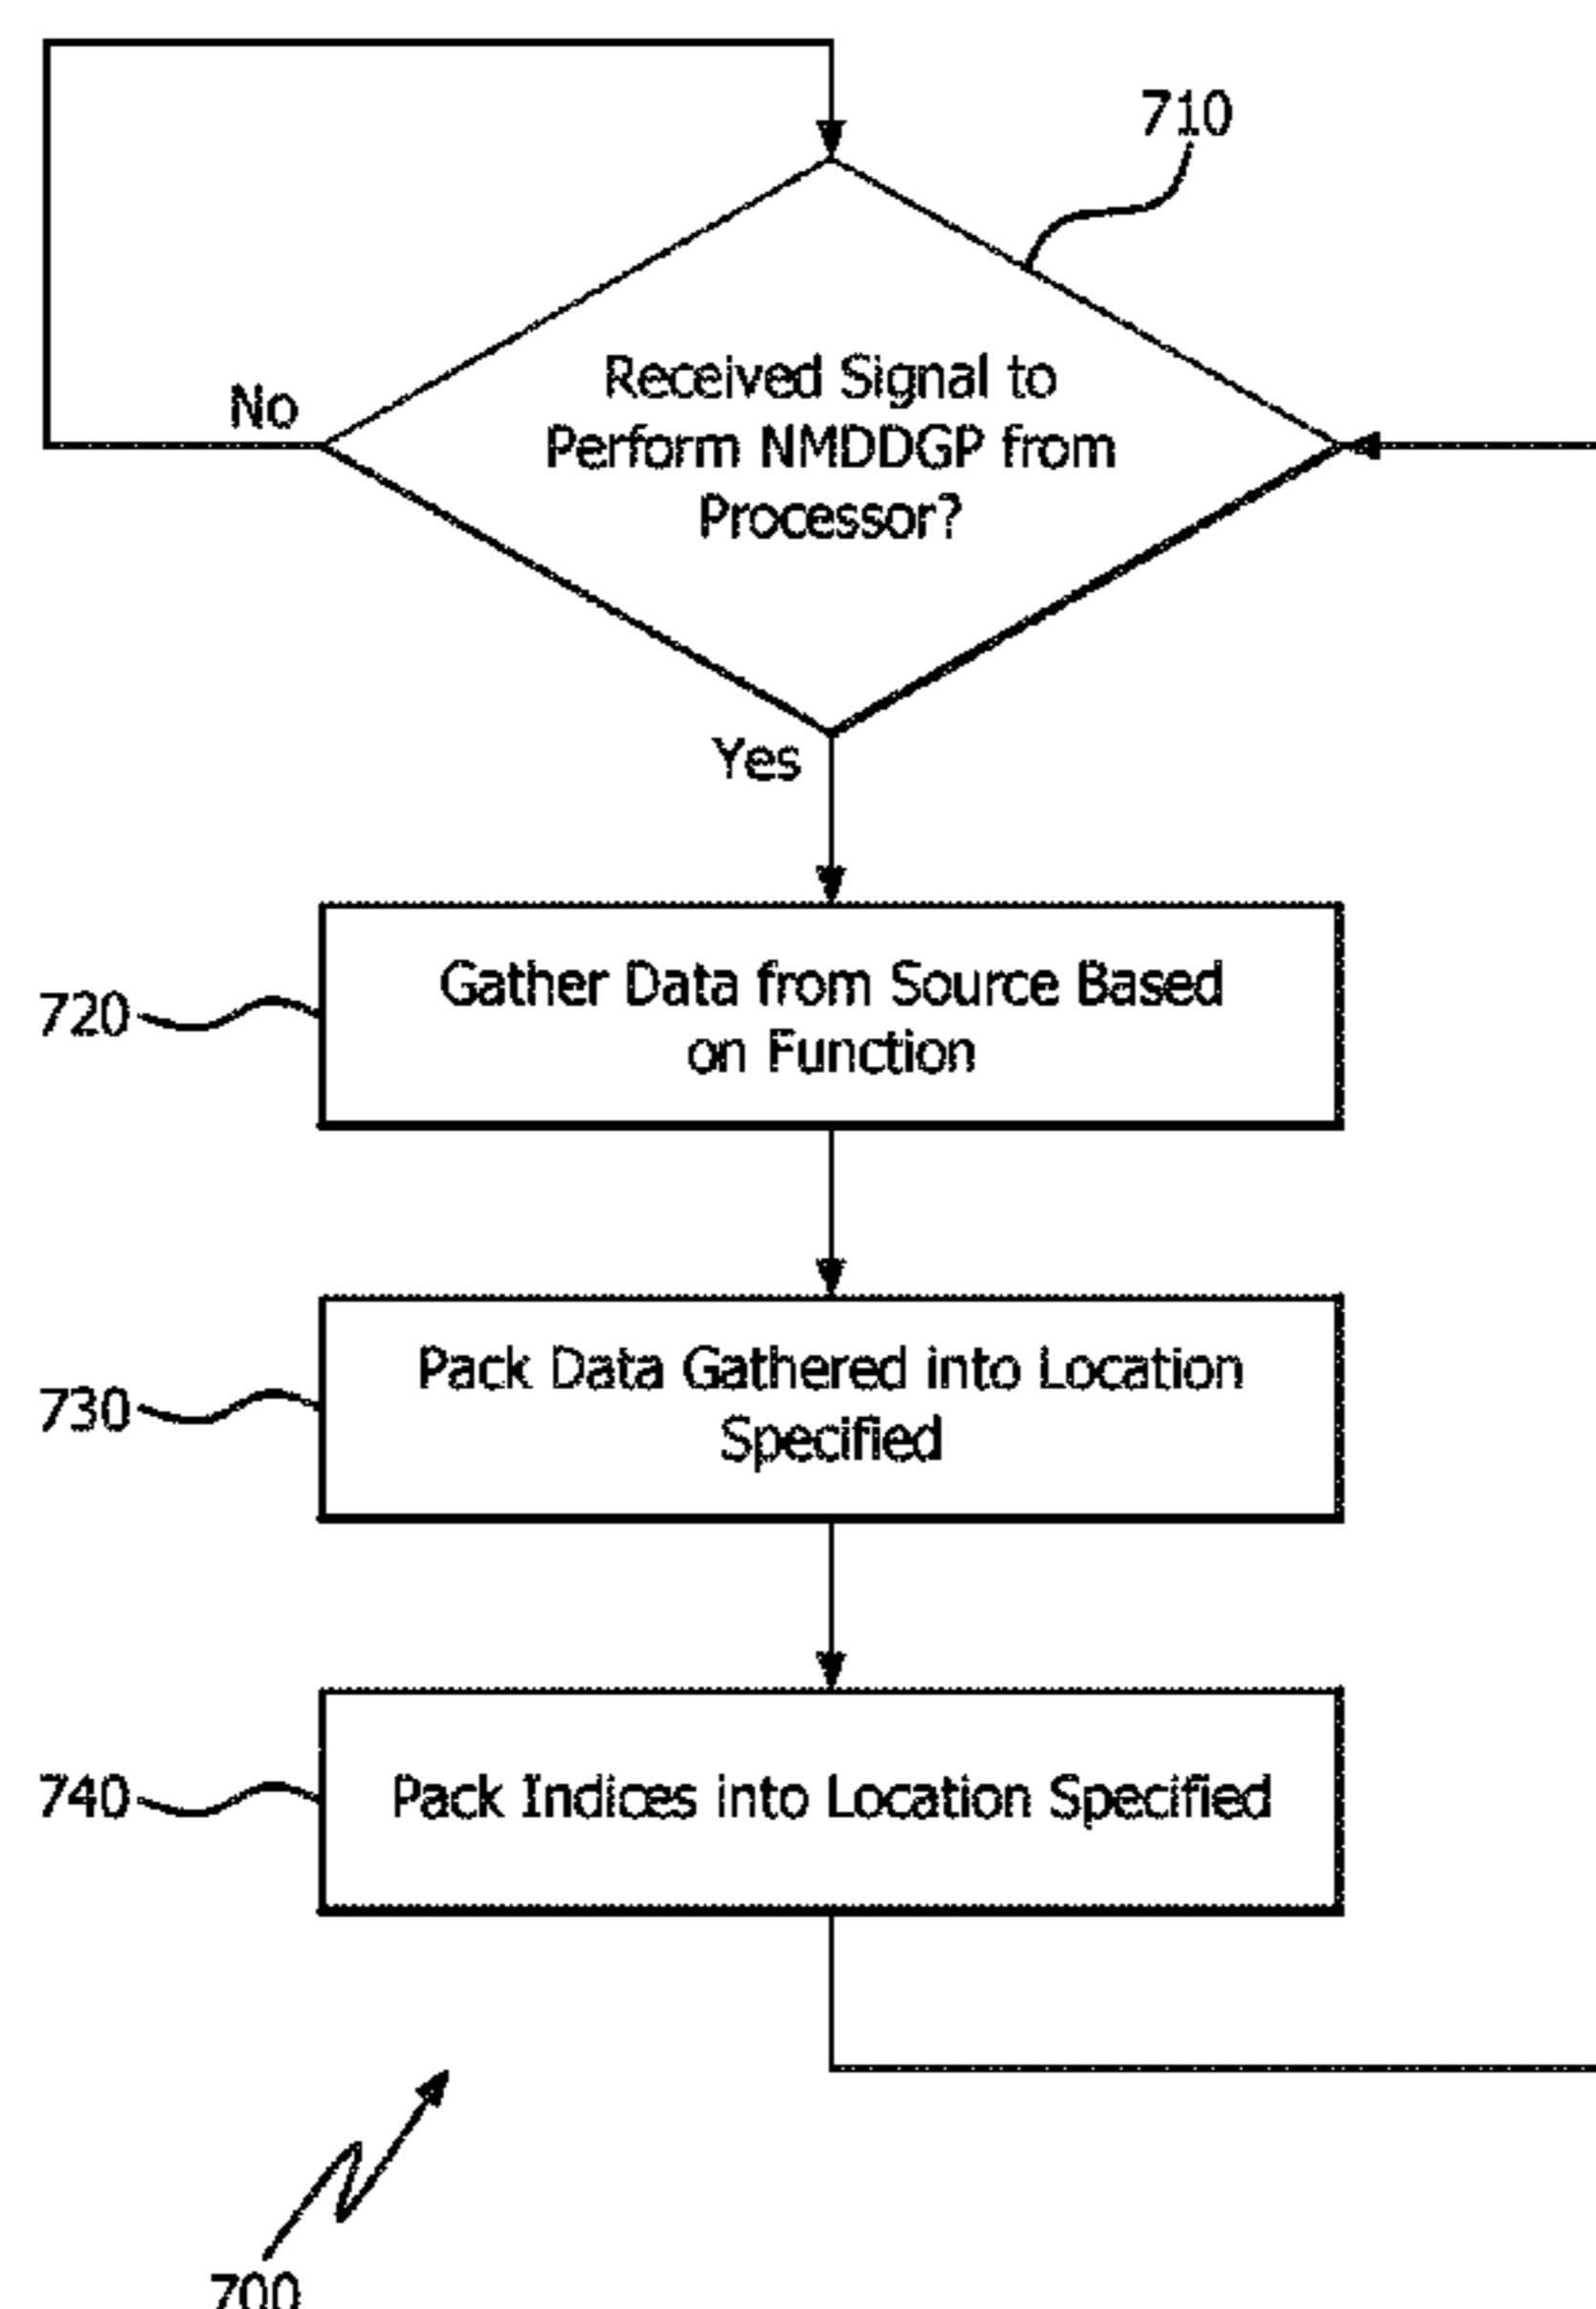 710
Received Signal to
Perform NMDDGP from
Processor?
No
Yes
720
Gather Data from Source Based
on Function
730
Pack Data Gathered into Location
Specified
740
Pack Indices into Location Specified
700